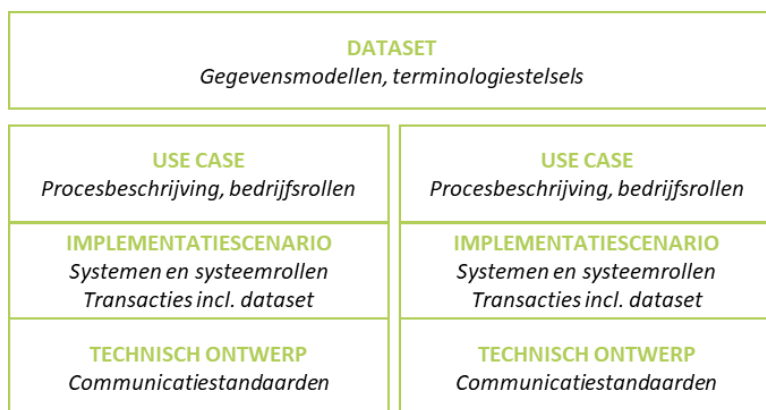 DATASET
Gegevensmodellen, terminologiestelsels
USE CASE
Procesbeschrijving, bedrijfsrollen
IMPLEMENTATIESCENARIO
Systemen en systeemrollen
Transacties incl. dataset
TECHNISCH ONTWERP
Communicatiestandaarden
USE CASE
Procesbeschrijving, bedrijfsrollen
IMPLEMENTATIESCENARIO
Systemen en systeemrollen
Transacties incl. dataset
TECHNISCH ONTWERP
Communicatiestandaarden